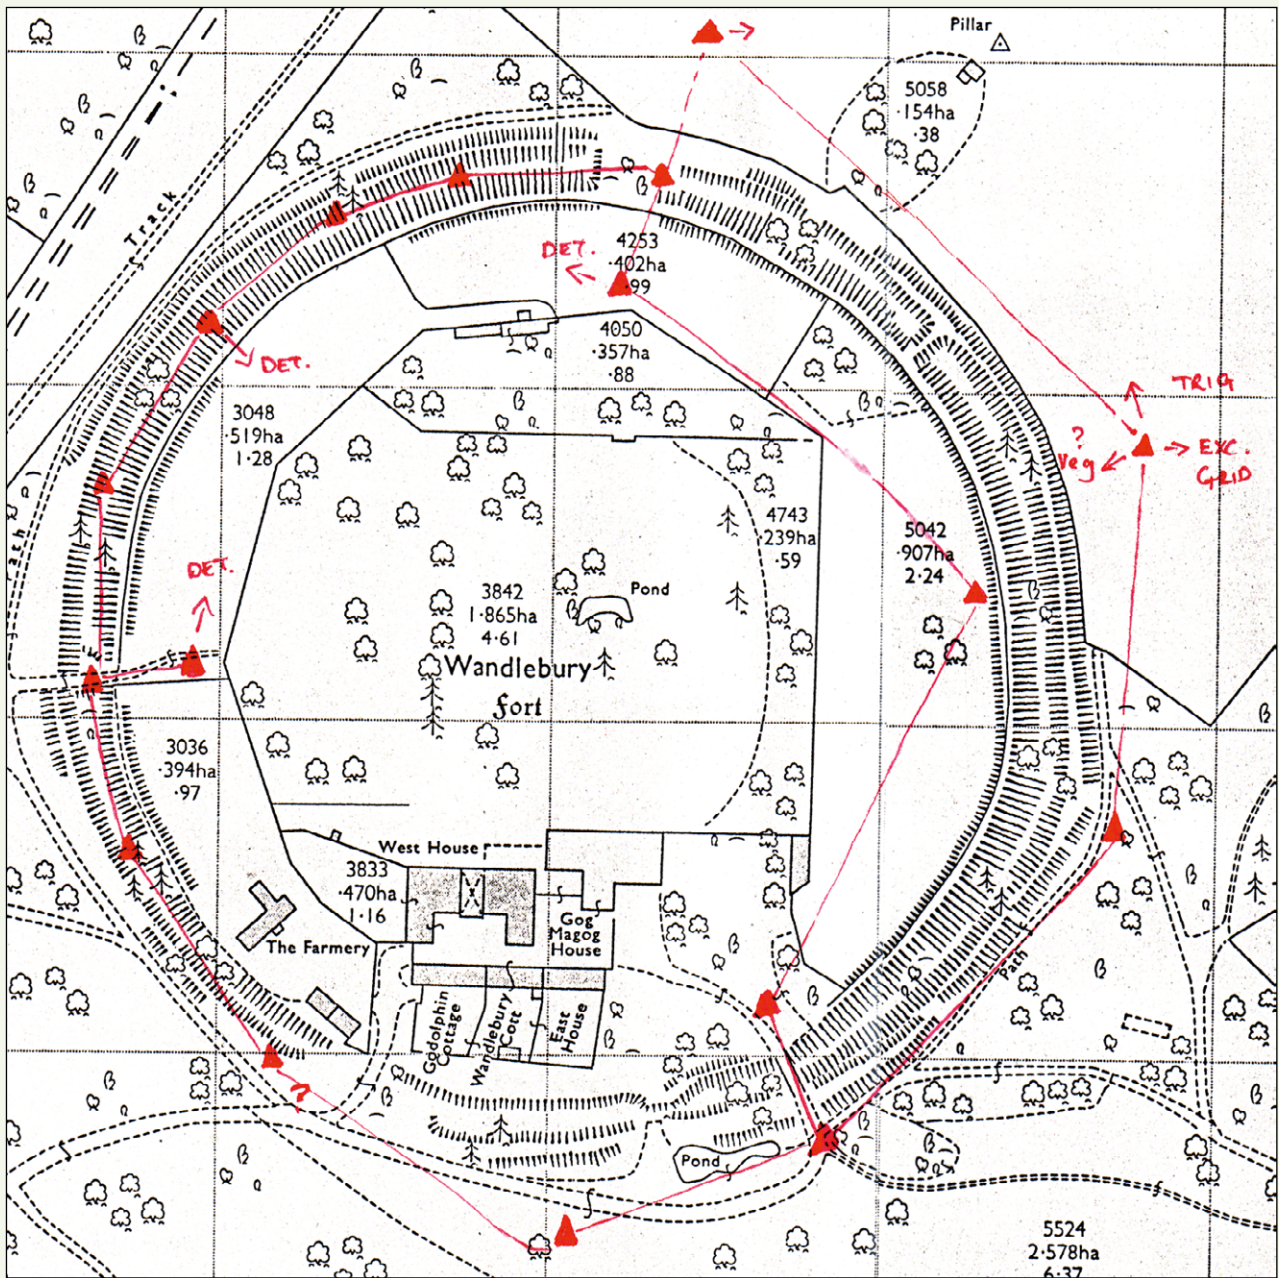 Pillar
5058
·154ha
·38
Track
DET.
4253
·402ha
·99
4050
·357ha
·88
DET.
TRIG
3048
·519ha
1·28
?
Veg
EXC.
GRID
4743
·239ha
·59
5042
·907ha
2·24
DET.
3842
1·865ha
4·61
Pond
Wandlebury
fort
3036
·394ha
·97
West House
3833
·470ha
1·16
Gog
Magog
House
The Farmery
Path
Godolphin
Cottage
Wandlebury
Cott
East
House
?
Pond
5524
2·578ha
6·37